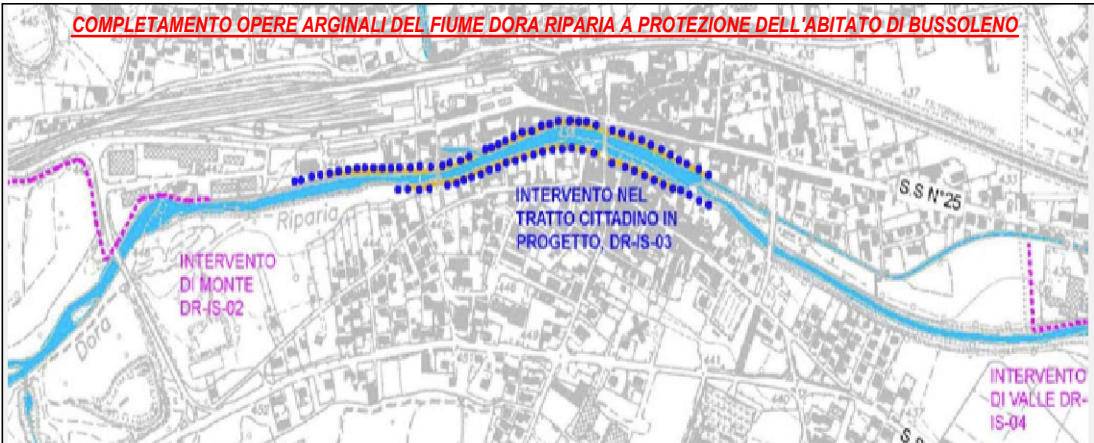 COMPLETAMENTO OPERE ARGINALI DEL FIUME DORA RIPARIA A PROTEZIONE DELL'ABITATO DI BUSSOLENO
INTERVENTO
DI MONTE
DR-IS-02
Riparia
Dora
INTERVENTO NEL
TRATTO CITTADINO IN
PROGETTO, DR-IS-03
S.S N°25
INTERVENTO
DI VALLE DR-
IS-04
441